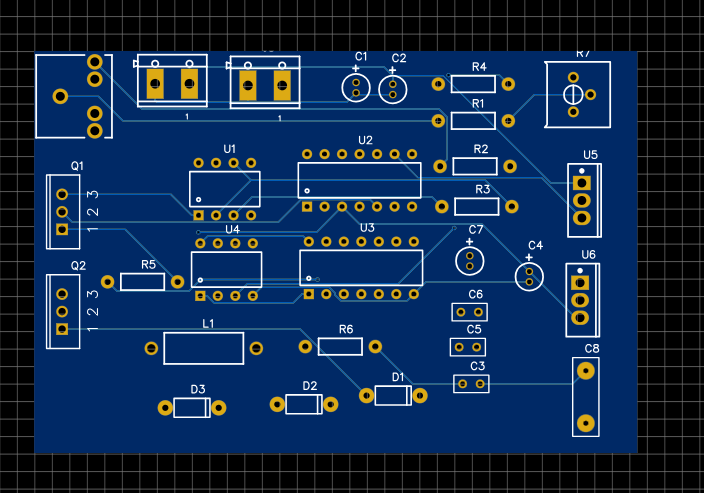 C1
C2
R7
R4
1
1
R1
U1
U2
R2
U5
Q1
3
2
1
R3
U4
U3
C7
C4
U6
Q2
3
2
1
R5
C6
L1
R6
C5
C8
C3
D3
D2
D1